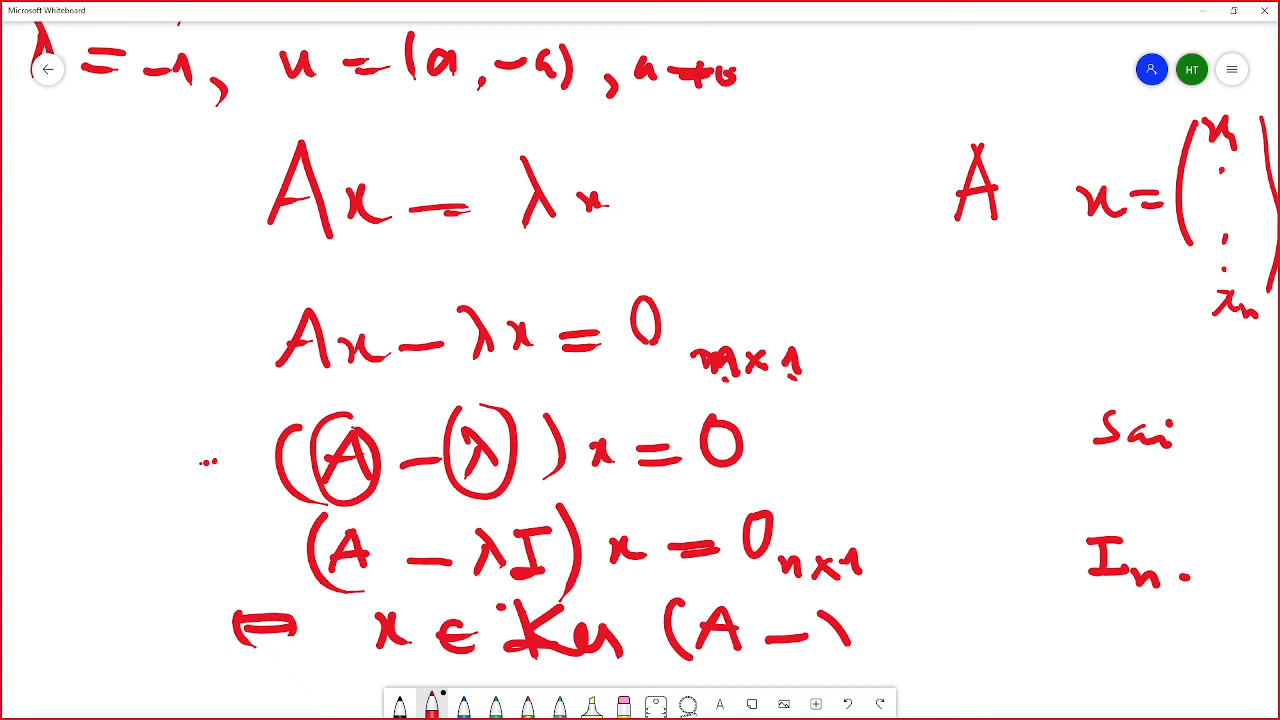 Microsoft Whiteboard
λ = -1, u = (a, -a), a ≠ 0
HT
Ax = λx
A x = (x1 . . . xn)
Ax - λx = 0 n×1
(A - λ) x = 0 Sai
(A - λI) x = 0 n×1 In.
⇔ x ∈ Ker (A - λ
A